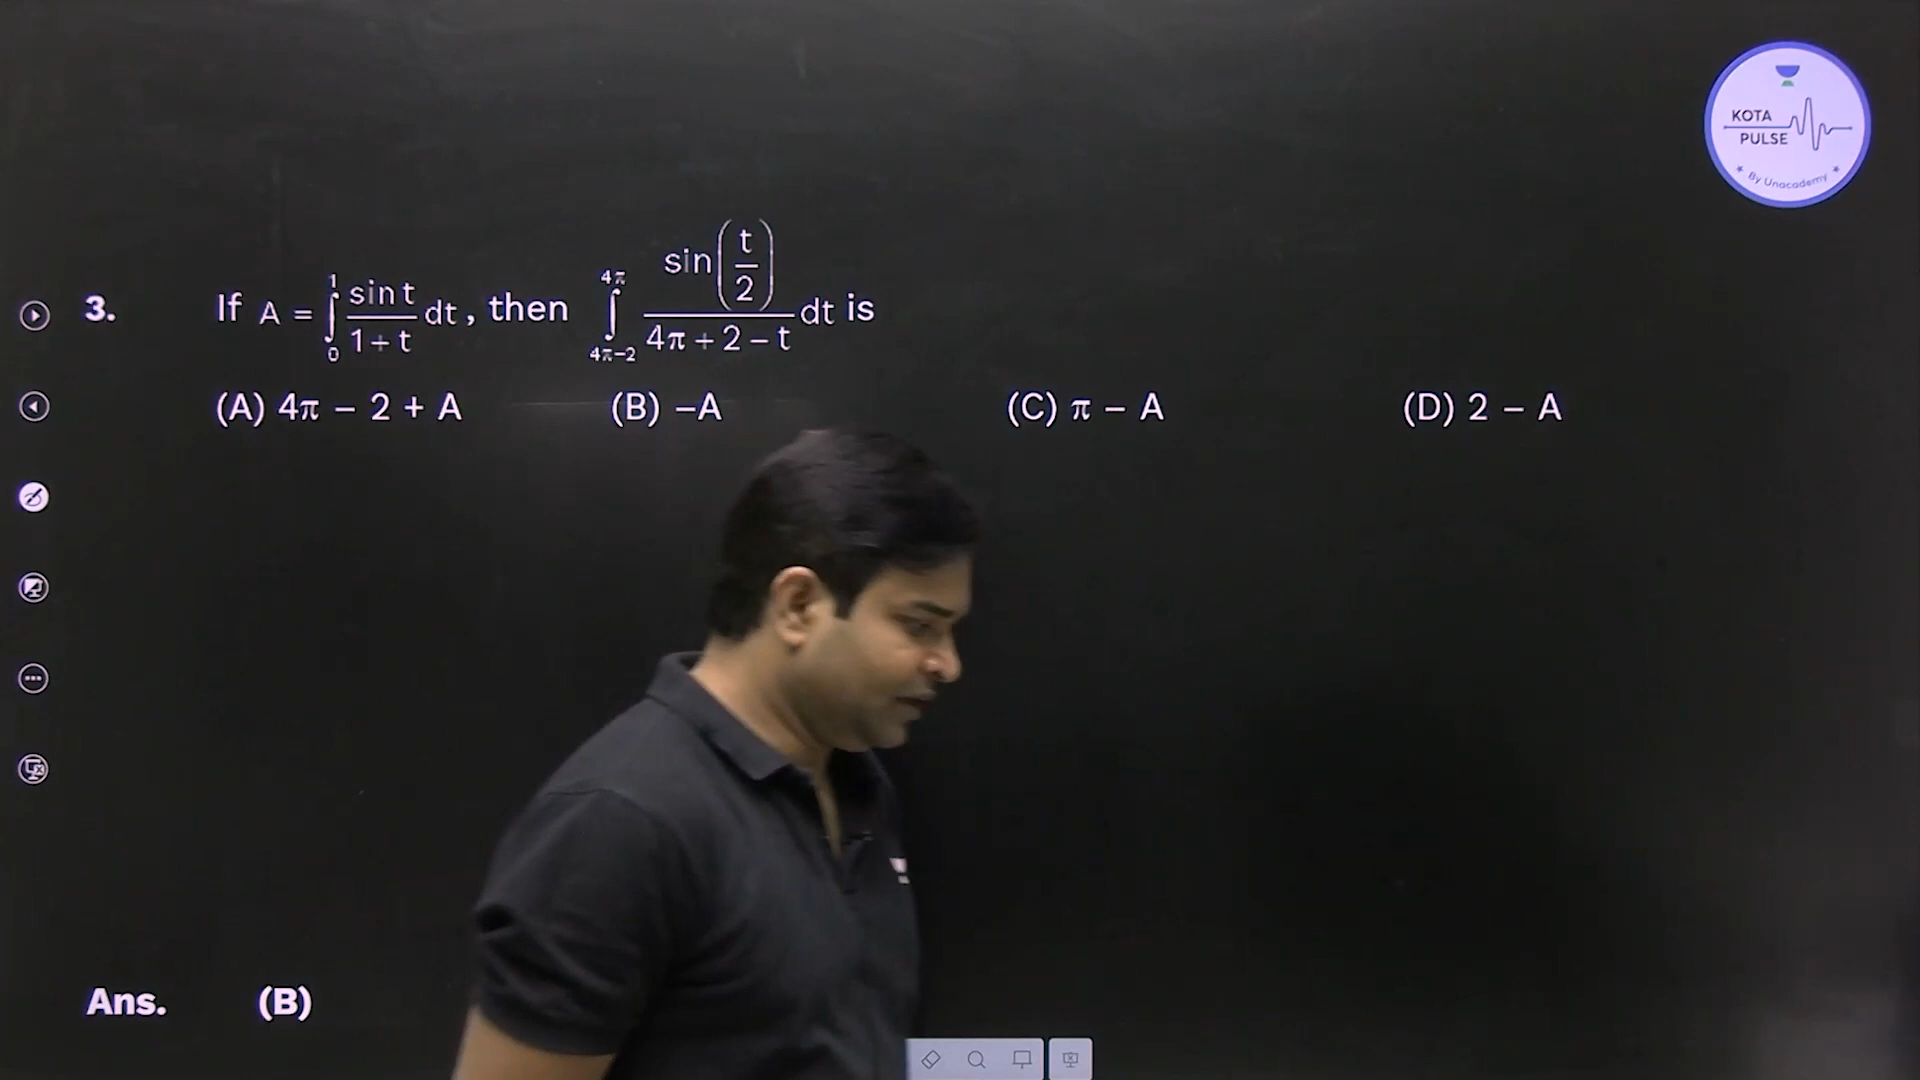 KOTA
PULSE
★ By Unacademy ★
3. If A = ∫₀¹ sin t / (1 + t) dt, then ∫_{4π−2}^{4π} sin(t/2) / (4π + 2 − t) dt is
(A) 4π − 2 + A (B) −A (C) π − A (D) 2 − A
Ans. (B)